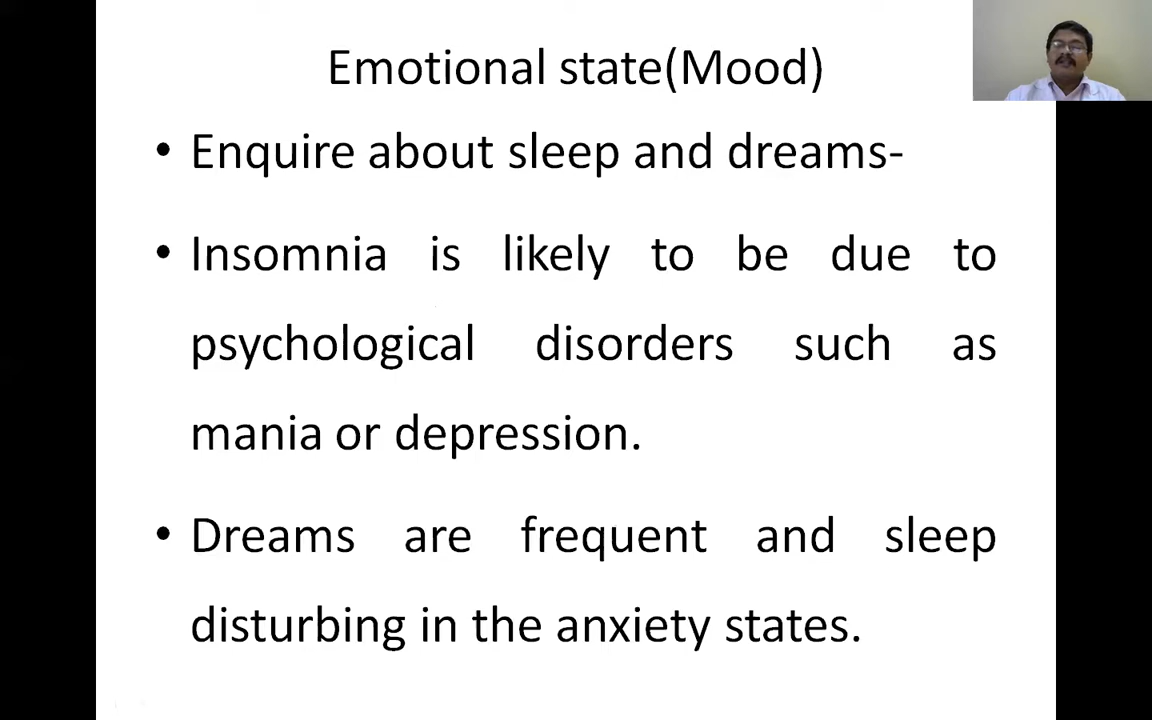 Emotional state(Mood)
• Enquire about sleep and dreams-
• Insomnia is likely to be due to
psychological disorders such as
mania or depression.
• Dreams are frequent and sleep
disturbing in the anxiety states.